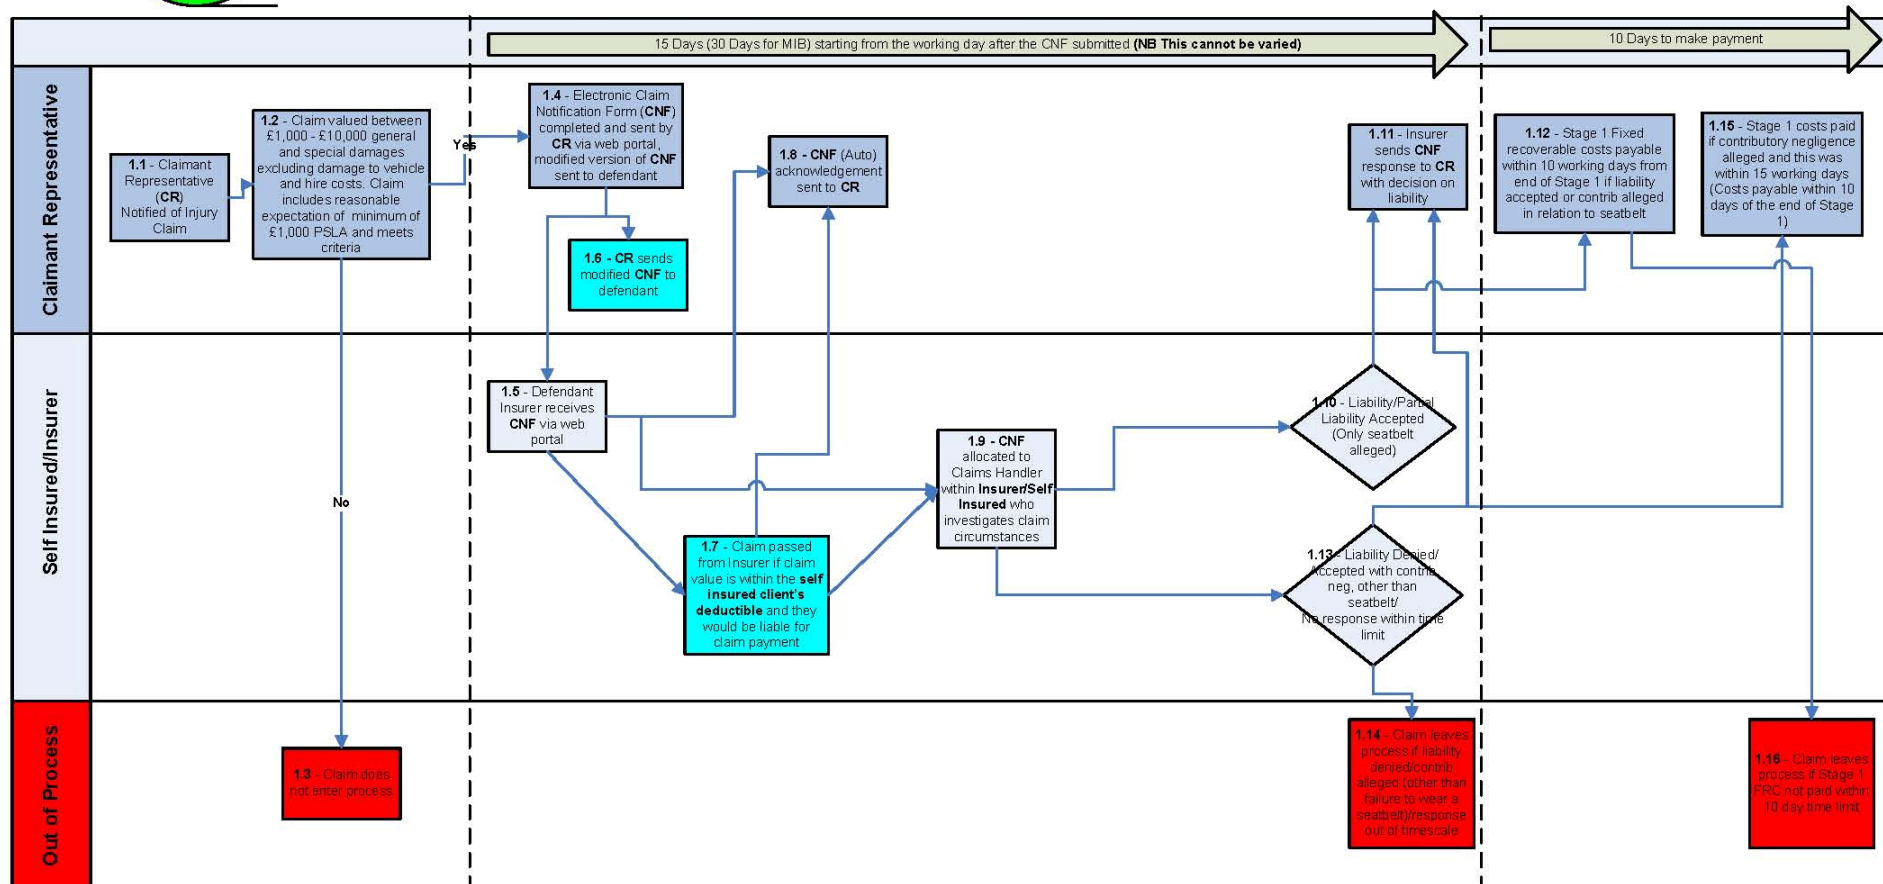 15 Days (30 Days for MIB) starting from the working day after the CNF submitted (NB This cannot be varied)
10 Days to make payment
Claimant Representative
1.1 - Claimant
Representative
(CR)
Notified of Injury
Claim
1.2 - Claim valued between
£1,000 - £10,000 general
and special damages
excluding damage to vehicle
and hire costs. Claim
includes reasonable
expectation of minimum of
£1,000 PSLA and meets
criteria
Yes
1.4 - Electronic Claim
Notification Form (CNF)
completed and sent by
CR via web portal,
modified version of CNF
sent to defendant
1.6 - CR sends
modified CNF to
defendant
1.8 - CNF (Auto)
acknowledgement
sent to CR
1.11 - Insurer
sends CNF
response to CR
with decision on
liability
1.12 - Stage 1 Fixed
recoverable costs payable
within 10 working days from
end of Stage 1 if liability
accepted or contrib alleged
in relation to seatbelt
1.15 - Stage 1 costs paid
if contributory negligence
alleged and this was
within 15 working days
(Costs payable within 10
days of the end of Stage
1)
Self Insured/Insurer
No
1.5 - Defendant
Insurer receives
CNF via web
portal
1.7 - Claim passed
from Insurer if claim
value is within the self
insured client's
deductible and they
would be liable for
claim payment
1.9 - CNF
allocated to
Claims Handler
within Insurer/Self
Insured who
investigates claim
circumstances
1.10 - Liability/Partial
Liability Accepted
(Only seatbelt
alleged)
1.13 - Liability Denied/
Accepted with contrib
neg, other than
seatbelt/
No response within time
limit
Out of Process
1.3 - Claim does
not enter process
1.14 - Claim leaves
process if liability
denied/contrib
alleged (other than
failure to wear a
seatbelt)/response
out of timescale
1.16 - Claim leaves
process if Stage 1
FRC not paid within
10 day time limit